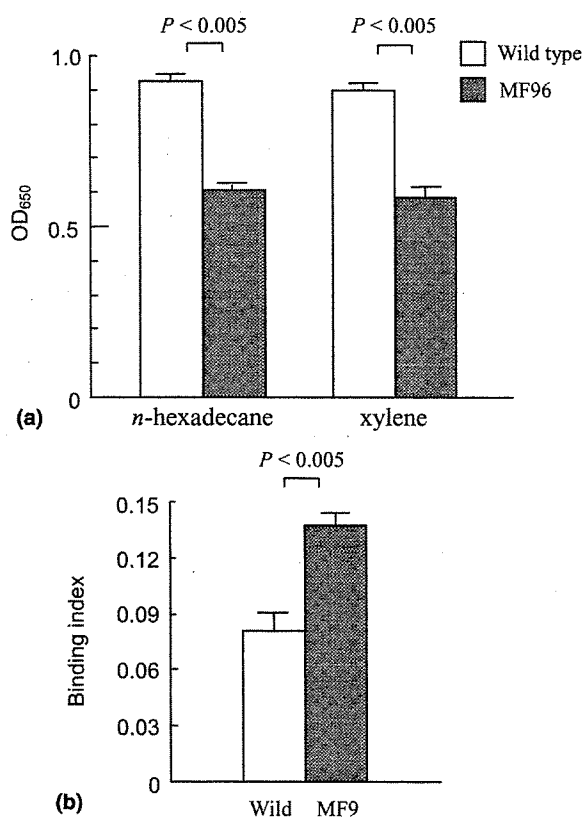 P < 0.005
P < 0.005
Wild type
MF96
1.0
0.5
0
OD650
n-hexadecane
xylene
(a)
P < 0.005
0.15
0.12
0.09
0.06
0.03
0
Binding index
Wild
MF9
(b)